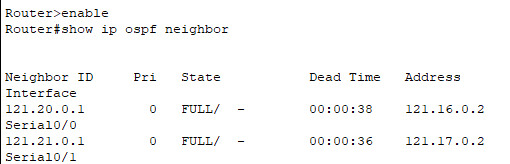 Router>enable
Router#show ip ospf neighbor
Neighbor ID     Pri   State           Dead Time   Address
Interface
121.20.0.1        0   FULL/  -        00:00:38    121.16.0.2
Serial0/0
121.21.0.1        0   FULL/  -        00:00:36    121.17.0.2
Serial0/1